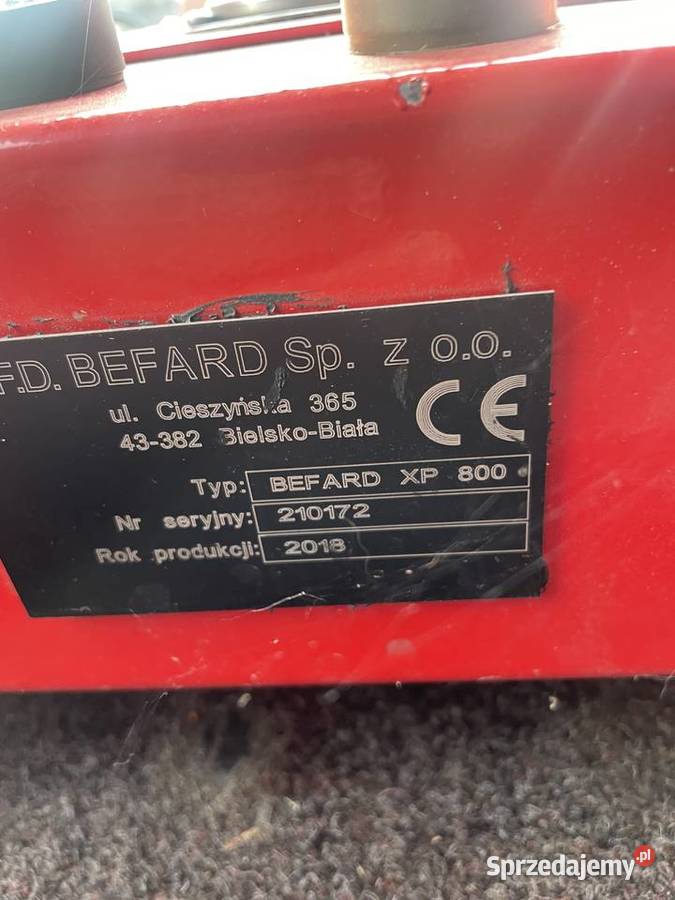 F.D. BEFARD Sp. z o.o.
ul. Cieszyńska 365
43-382 Bielsko-Biała
CE
Typ: BEFARD XP 800
Nr seryjny: 210172
Rok produkcji: 2018
Sprzedajemy.pl